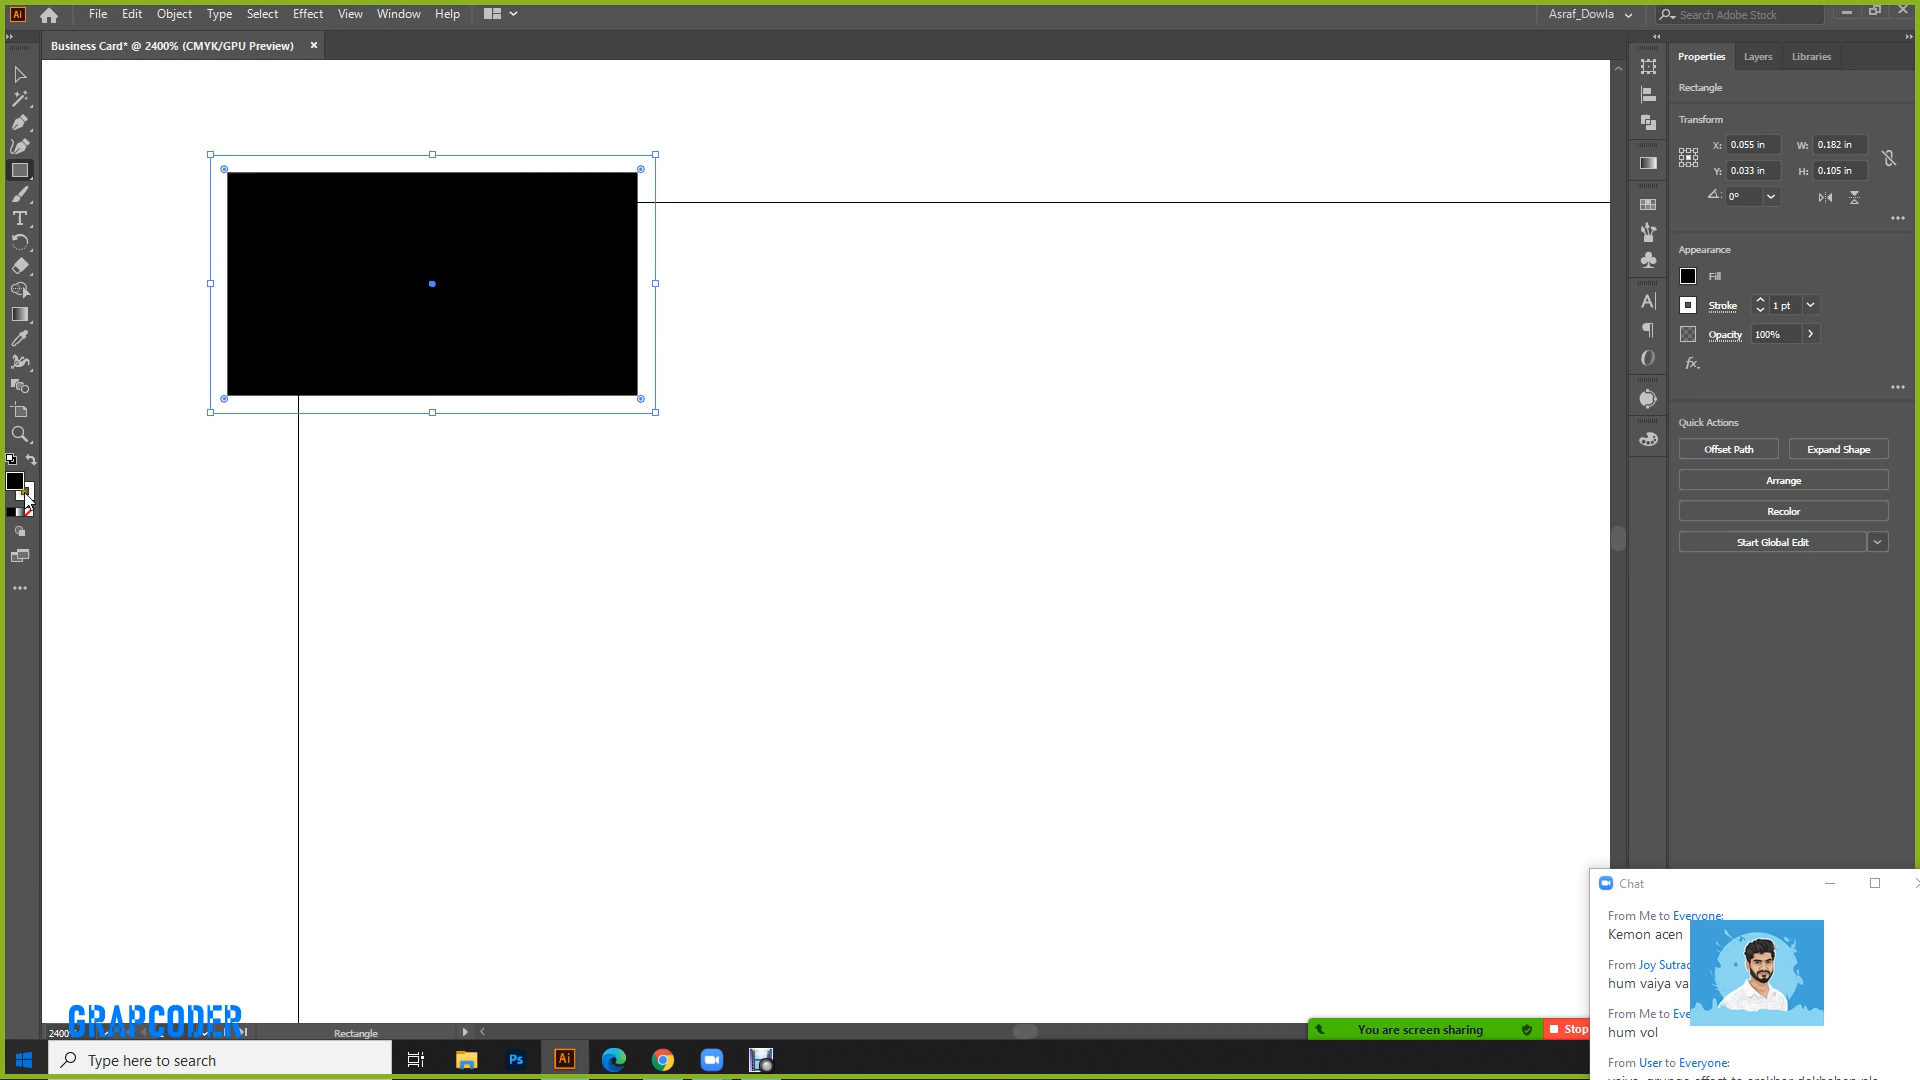 Ai File Edit Object Type Select Effect View Window Help Asraf_Dowla Search Adobe Stock
Business Card* @ 2400% (CMYK/GPU Preview) ×
Properties Layers Libraries
Rectangle
Transform
X: 0.055 in W: 0.182 in
Y: 0.033 in H: 0.105 in
0°
Appearance
Fill
Stroke 1 pt
Opacity 100%
fx.
Quick Actions
Offset Path Expand Shape
Arrange
Recolor
Start Global Edit
Chat
From Me to Everyone:
Kemon acen
From Joy Sutrad
hum vaiya va
From Me to Eve
hum vol
From User to Everyone:
GRAPCODER
2400 Rectangle
You are screen sharing Stop
Type here to search Ps Ai